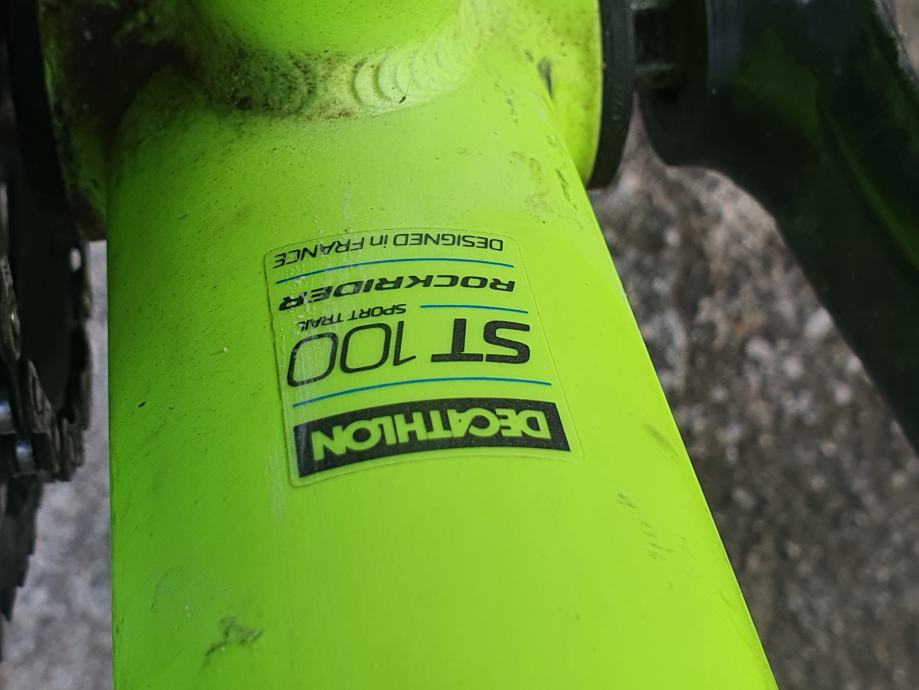 DECATHLON
ST 100
SPORT TRAIL
ROCKRIDER
DESIGNED in FRANCE